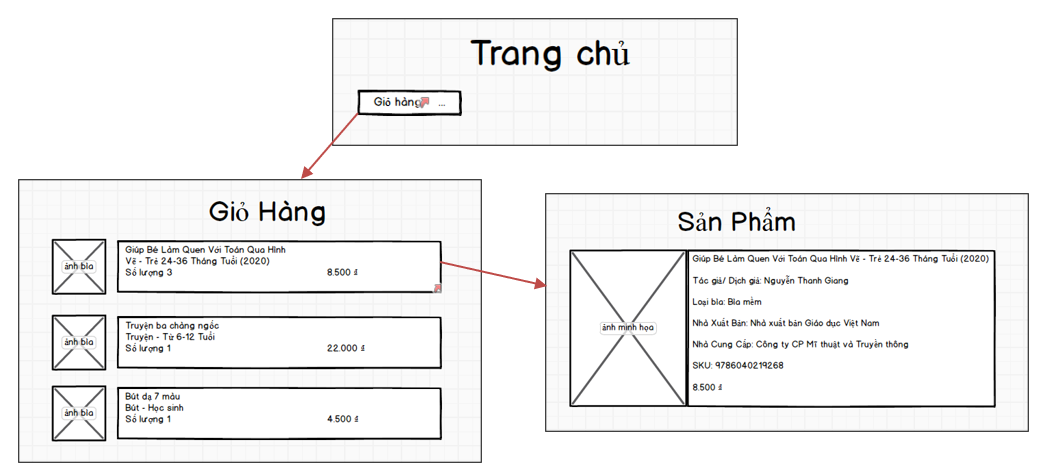 Trang chủ
Giỏ hàng ...
Giỏ Hàng
ảnh bìa
Giúp Bé Làm Quen Với Toán Qua Hình
Vẽ - Trẻ 24-36 Tháng Tuổi (2020)
Số lượng 3 8.500 ₫
ảnh bìa
Truyện ba chàng ngốc
Truyện - Từ 6-12 Tuổi
Số lượng 1 22.000 ₫
ảnh bìa
Bút dạ 7 màu
Bút - Học sinh
Số lượng 1 4.500 ₫
Sản Phẩm
ảnh minh họa
Giúp Bé Làm Quen Với Toán Qua Hình Vẽ - Trẻ 24-36 Tháng Tuổi (2020)
Tác giả/ Dịch giả: Nguyễn Thanh Giang
Loại bìa: Bìa mềm
Nhà Xuất Bản: Nhà xuất bản Giáo dục Việt Nam
Nhà Cung Cấp: Công ty CP Mĩ thuật và Truyền thông
SKU: 9786040219268
8.500 ₫